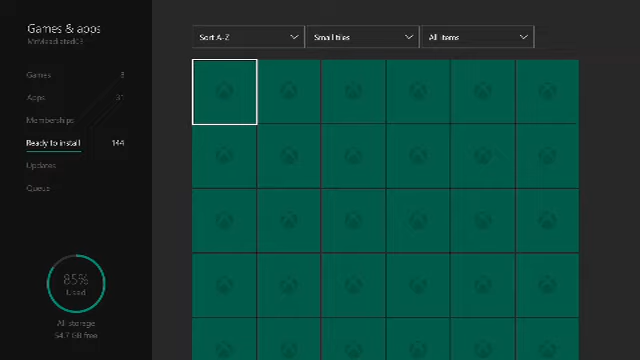 Games & apps
Sort A-Z
Small tiles
All items
Games
Apps 31
Memberships
Ready to install 144
Updates
Queue
85%
Used
All storage
54.7 GB free